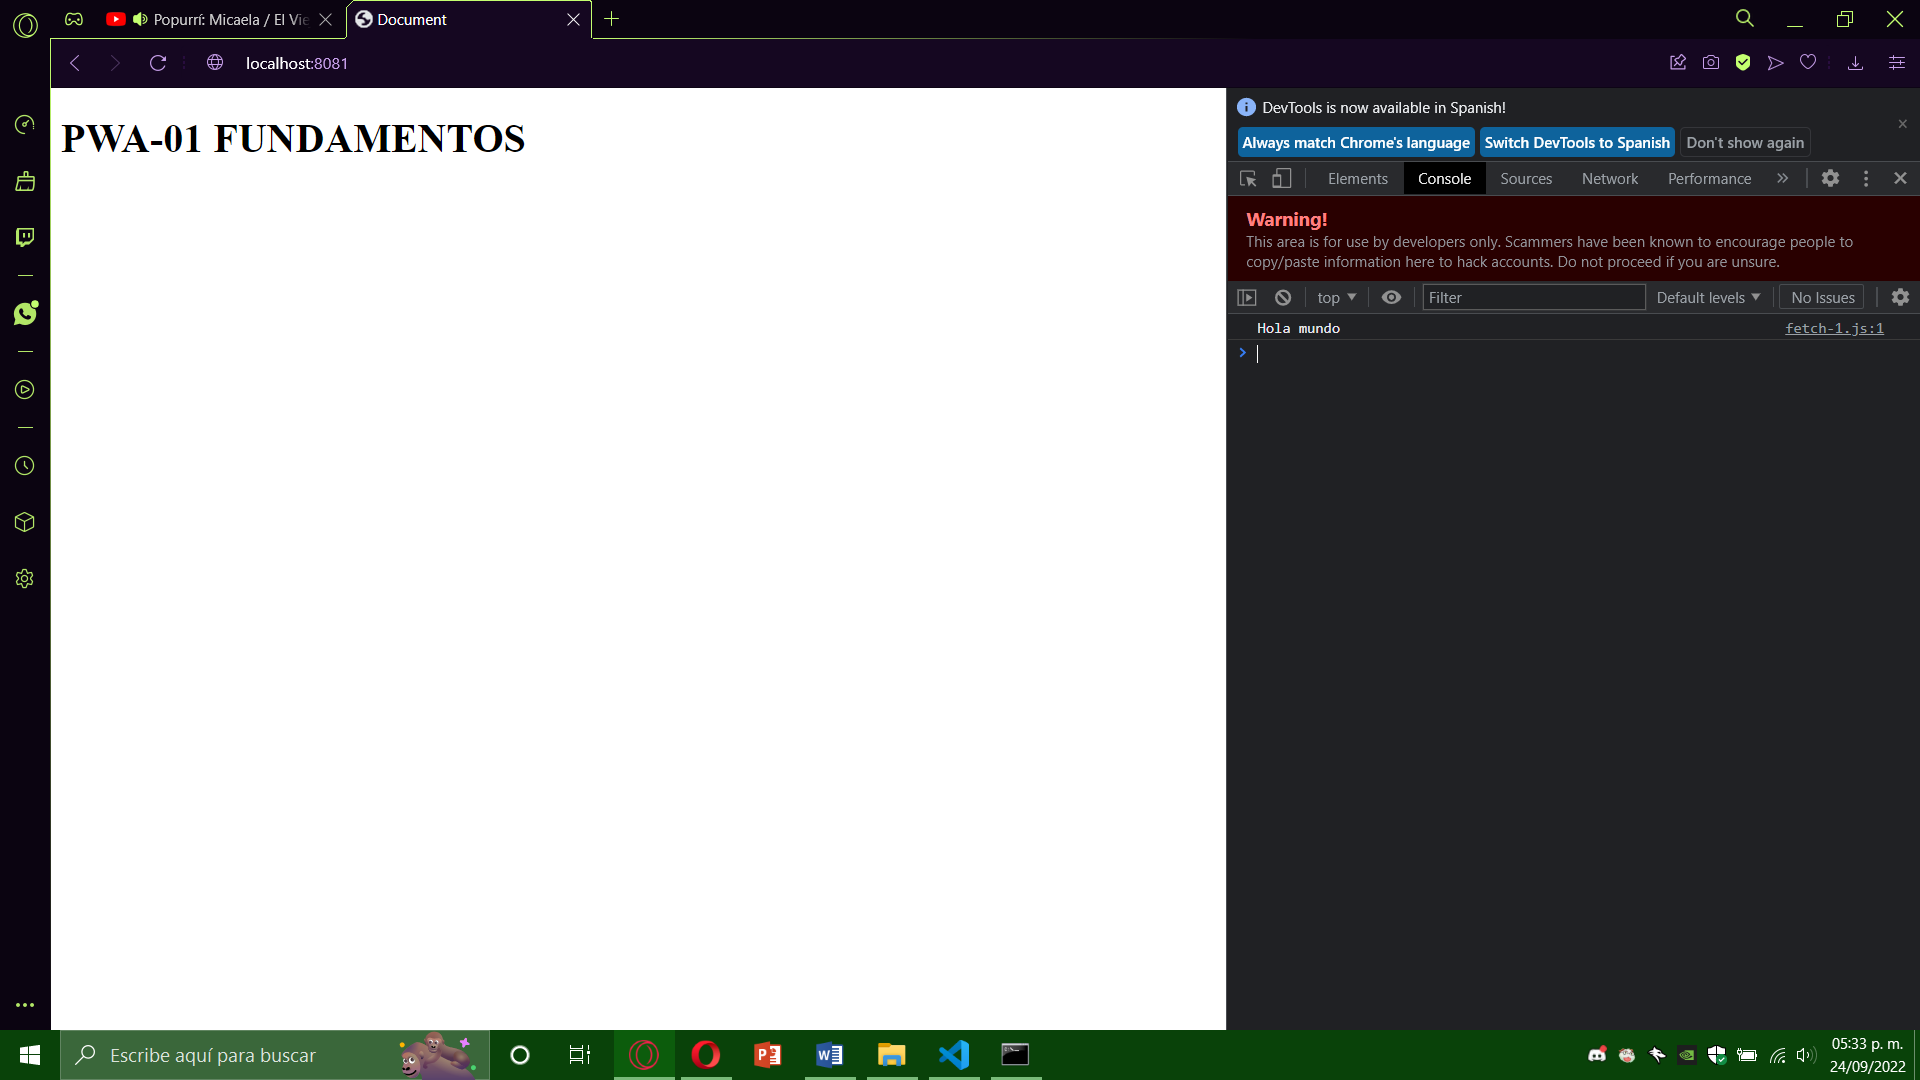 Popurrí: Micaela / El Vie
Document
localhost:8081
PWA-01 FUNDAMENTOS
DevTools is now available in Spanish!
Always match Chrome's language
Switch DevTools to Spanish
Don't show again
Elements
Console
Sources
Network
Performance
Warning!
This area is for use by developers only. Scammers have been known to encourage people to
copy/paste information here to hack accounts. Do not proceed if you are unsure.
top
Filter
Default levels
No Issues
Hola mundo
fetch-1.js:1
Escribe aquí para buscar
05:33 p. m.
24/09/2022